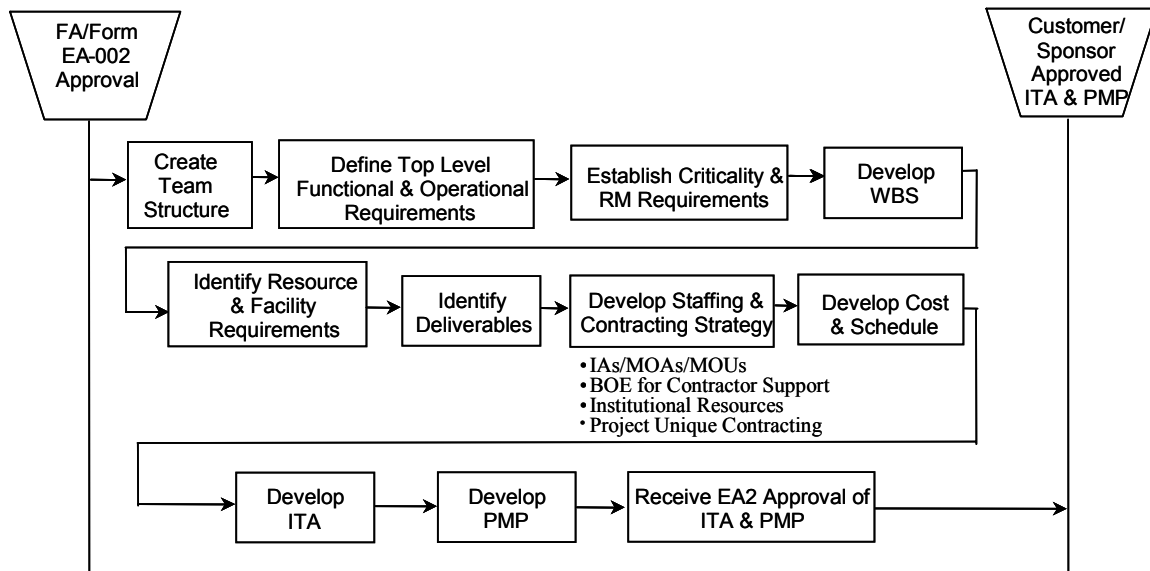 FA/Form
EA-002
Approval
Customer/
Sponsor
Approved
ITA & PMP
Create
Team
Structure
Define Top Level
Functional & Operational
Requirements
Establish Criticality &
RM Requirements
Develop
WBS
Identify Resource
& Facility
Requirements
Identify
Deliverables
Develop Staffing &
Contracting Strategy
• IAs/MOAs/MOUs
• BOE for Contractor Support
• Institutional Resources
• Project Unique Contracting
Develop Cost
& Schedule
Develop
ITA
Develop
PMP
Receive EA2 Approval of
ITA & PMP